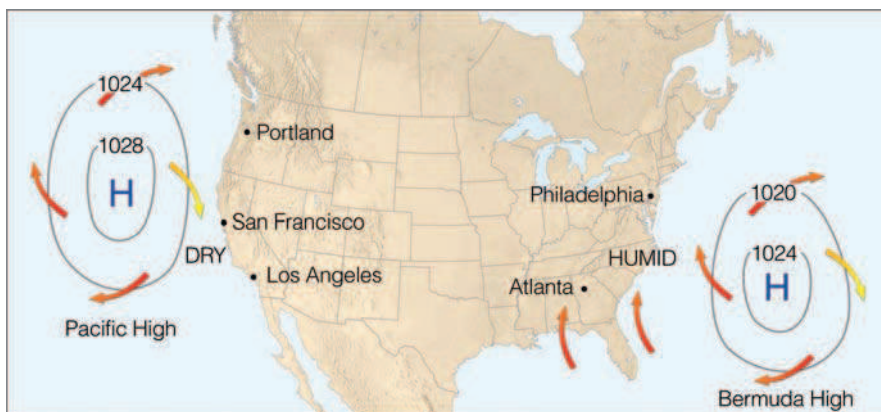 1024
1028
H
Portland
San Francisco
DRY
Los Angeles
Pacific High
Philadelphia
1020
1024
HUMID
H
Atlanta
Bermuda High